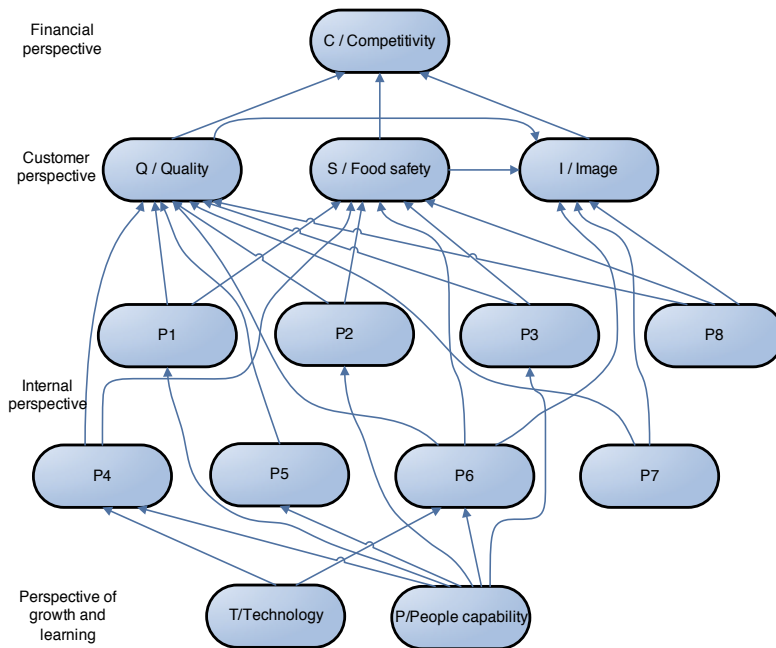 Financial
perspective
C / Competitivity
Customer
perspective
Q / Quality
S / Food safety
I / Image
P1
P2
P3
P8
Internal
perspective
P4
P5
P6
P7
Perspective of
growth and
learning
T/Technology
P/People capability